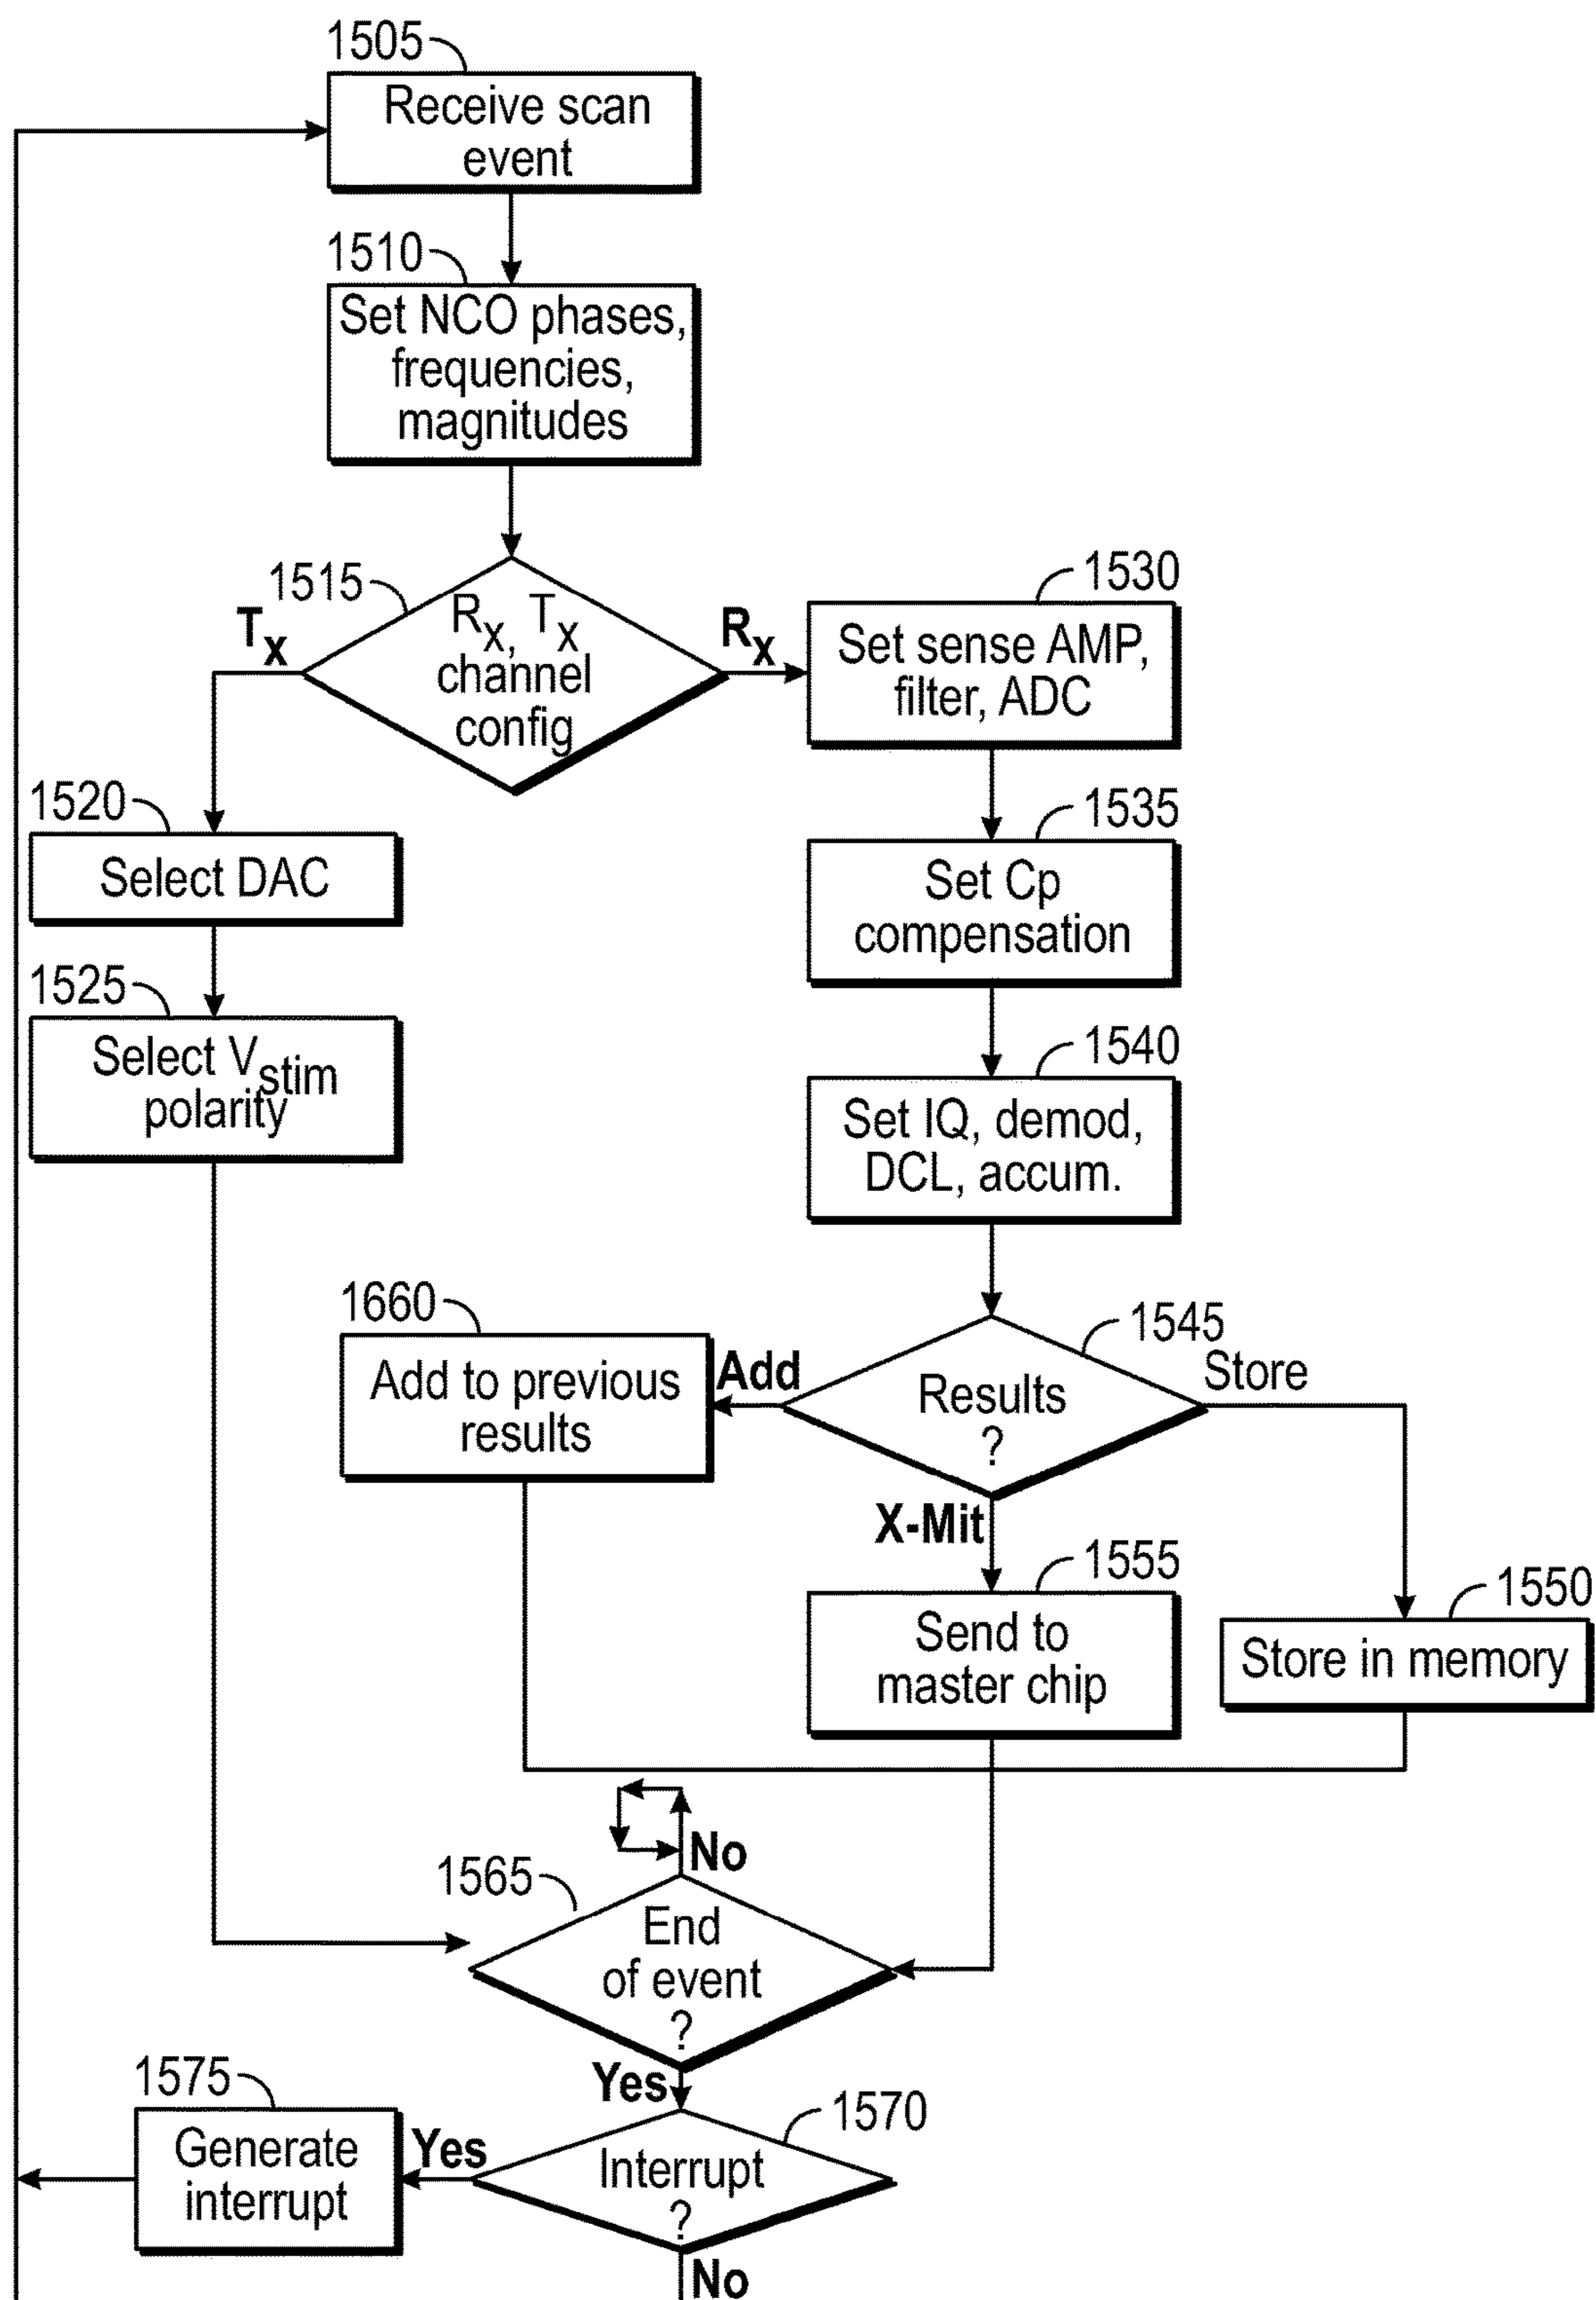 1505
Receive scan
event
1510
Set NCO phases,
frequencies,
magnitudes
1515
Tx
Rx, Tx
channel
config
Rx
1530
Set sense AMP,
filter, ADC
1520
Select DAC
1535
Set Cp
compensation
1525
Select Vstim
polarity
1540
Set IQ, demod,
DCL, accum.
1660
Add to previous
results
Add
1545
Results
?
Store
X-Mit
1555
Send to
master chip
1550
Store in memory
No
1565
End
of event
?
Yes
1575
Generate
interrupt
Yes
1570
Interrupt
?
No